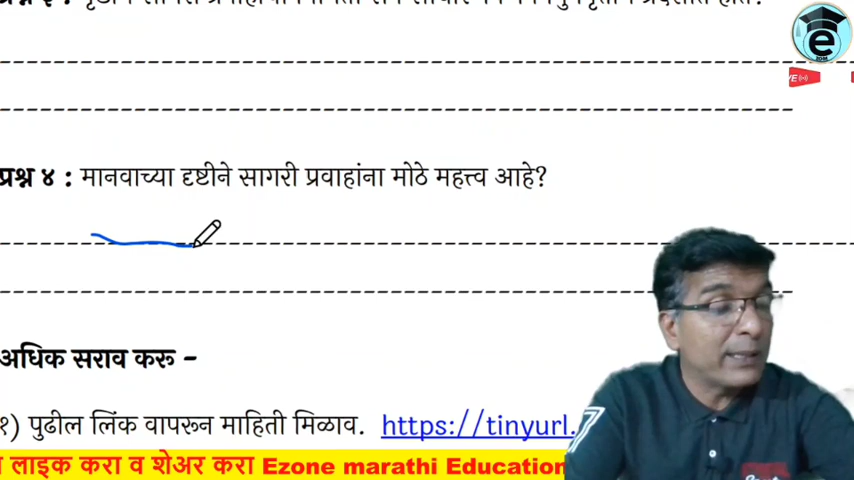 प्रश्न ४ : मानवाच्या दृष्टीने सागरी प्रवाहांना मोठे महत्त्व आहे?
अधिक सराव करू -
१) पुढील लिंक वापरून माहिती मिळाव. https://tinyurl.
लाइक करा व शेअर करा Ezone marathi Education